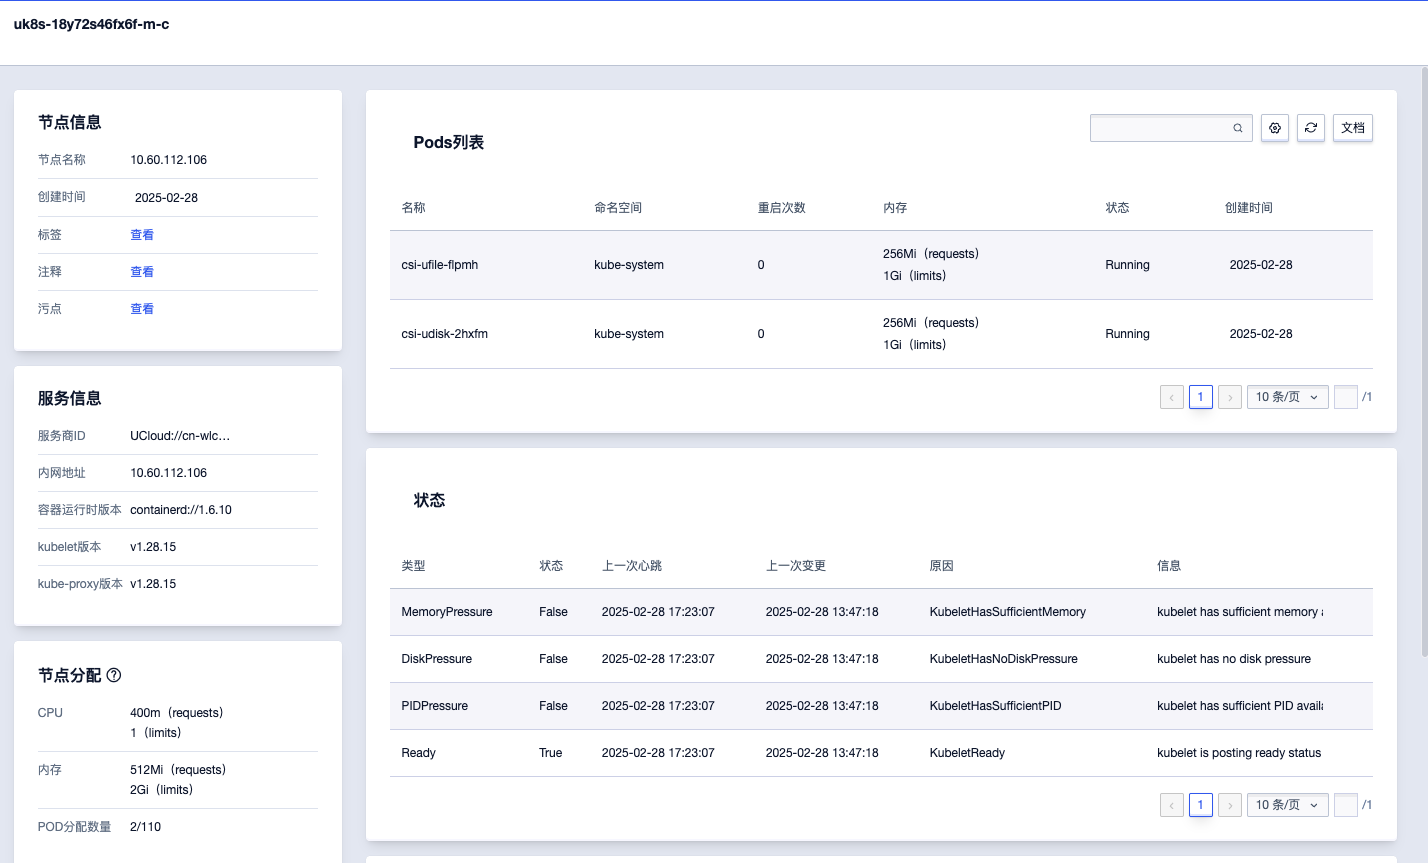 uk8s-18y72s46fx6f-m-c
节点信息
节点名称 10.60.112.106
创建时间 2025-02-28
标签 查看
注释 查看
污点 查看
服务信息
服务商ID UCloud://cn-wlc...
内网地址 10.60.112.106
容器运行时版本 containerd://1.6.10
kubelet版本 v1.28.15
kube-proxy版本 v1.28.15
节点分配
CPU 400m（requests）
1（limits）
内存 512Mi（requests）
2Gi（limits）
POD分配数量 2/110
Pods列表
文档
名称 命名空间 重启次数 内存 状态 创建时间
csi-ufile-flpmh kube-system 0 256Mi（requests） 1Gi（limits） Running 2025-02-28
csi-udisk-2hxfm kube-system 0 256Mi（requests） 1Gi（limits） Running 2025-02-28
1 10 条/页 /1
状态
类型 状态 上一次心跳 上一次变更 原因 信息
MemoryPressure False 2025-02-28 17:23:07 2025-02-28 13:47:18 KubeletHasSufficientMemory kubelet has sufficient memory
DiskPressure False 2025-02-28 17:23:07 2025-02-28 13:47:18 KubeletHasNoDiskPressure kubelet has no disk pressure
PIDPressure False 2025-02-28 17:23:07 2025-02-28 13:47:18 KubeletHasSufficientPID kubelet has sufficient PID avail
Ready True 2025-02-28 17:23:07 2025-02-28 13:47:18 KubeletReady kubelet is posting ready status
1 10 条/页 /1